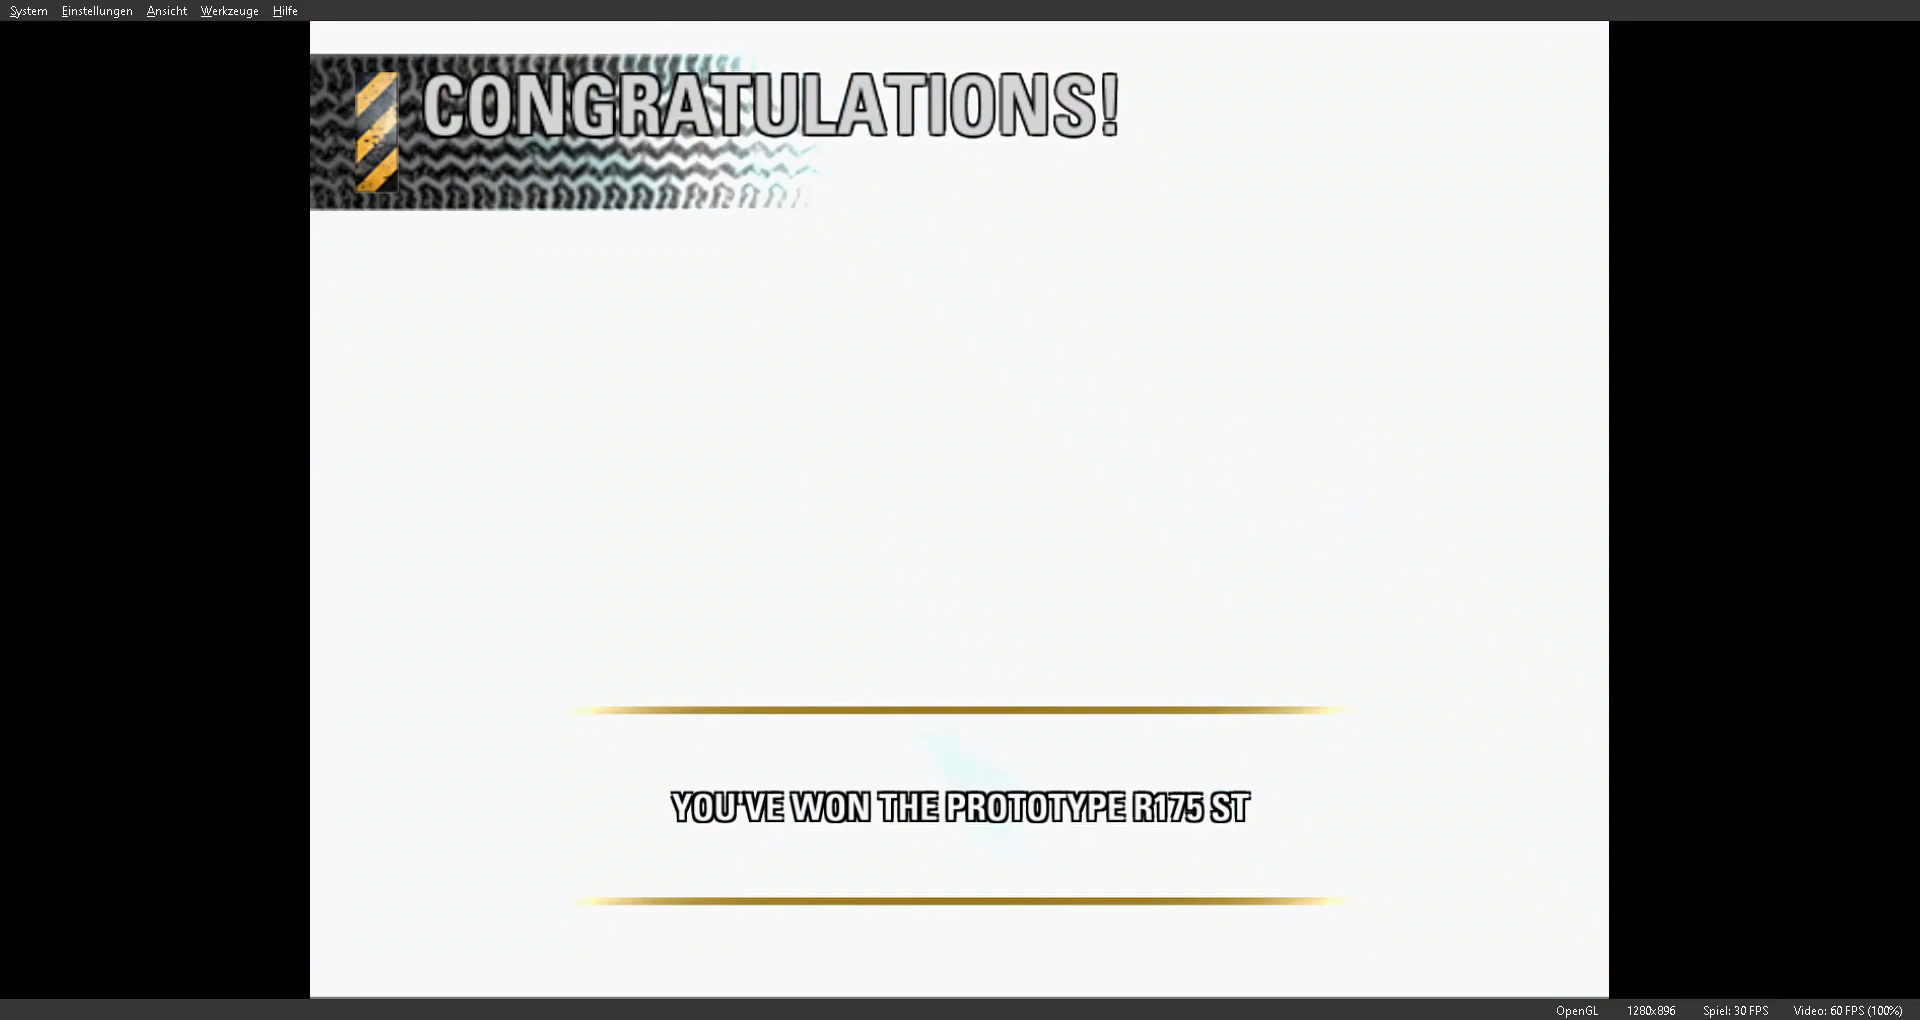 System Einstellungen Ansicht Werkzeuge Hilfe
CONGRATULATIONS!
YOU'VE WON THE PROTOTYPE R175 ST
OpenGL 1280x896 Spiel: 30 FPS Video: 60 FPS (100%)